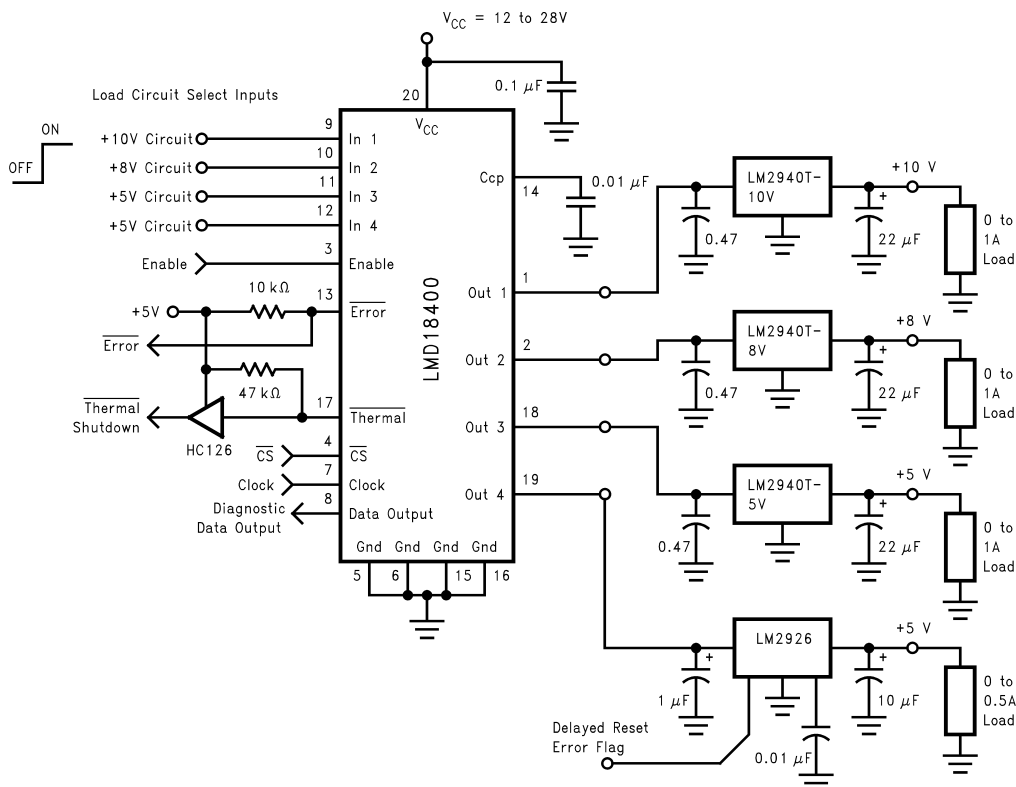 V_CC = 12 to 28V
0.1 μF
20
Load Circuit Select Inputs
V_CC
ON
OFF
+10V Circuit
9
In 1
+8V Circuit
10
In 2
+5V Circuit
11
In 3
+5V Circuit
12
In 4
Enable
3
Enable
10 kΩ
+5V
13
Error
Error
47 kΩ
Thermal
Shutdown
HC126
17
Thermal
CS
4
CS
Clock
7
Clock
Diagnostic
Data Output
8
Data Output
LMD18400
Gnd Gnd Gnd Gnd
5 6 15 16
Ccp
14
0.01 μF
Out 1
1
Out 2
2
Out 3
18
Out 4
19
LM2940T-
10V
0.47
+10 V
+
22 μF
0 to
1A
Load
LM2940T-
8V
0.47
+8 V
+
22 μF
0 to
1A
Load
LM2940T-
5V
0.47
+5 V
+
22 μF
0 to
1A
Load
LM2926
+
1 μF
+5 V
+
10 μF
0 to
0.5A
Load
Delayed Reset
Error Flag
0.01 μF